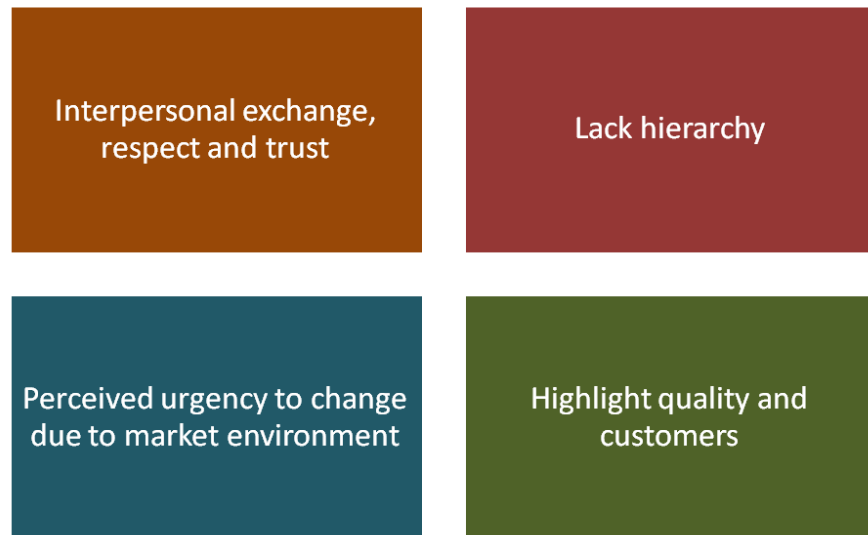 Interpersonal exchange,
respect and trust
Lack hierarchy
Perceived urgency to change
due to market environment
Highlight quality and
customers